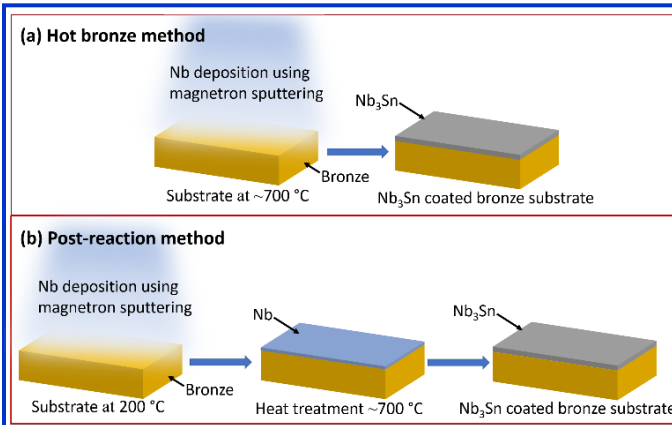 (a) Hot bronze method
Nb deposition using
magnetron sputtering
Nb₃Sn
Bronze
Substrate at ~700 °C
Nb₃Sn coated bronze substrate
(b) Post-reaction method
Nb deposition using
magnetron sputtering
Nb
Nb₃Sn
Bronze
Substrate at 200 °C
Heat treatment ~700 °C
Nb₃Sn coated bronze substrate